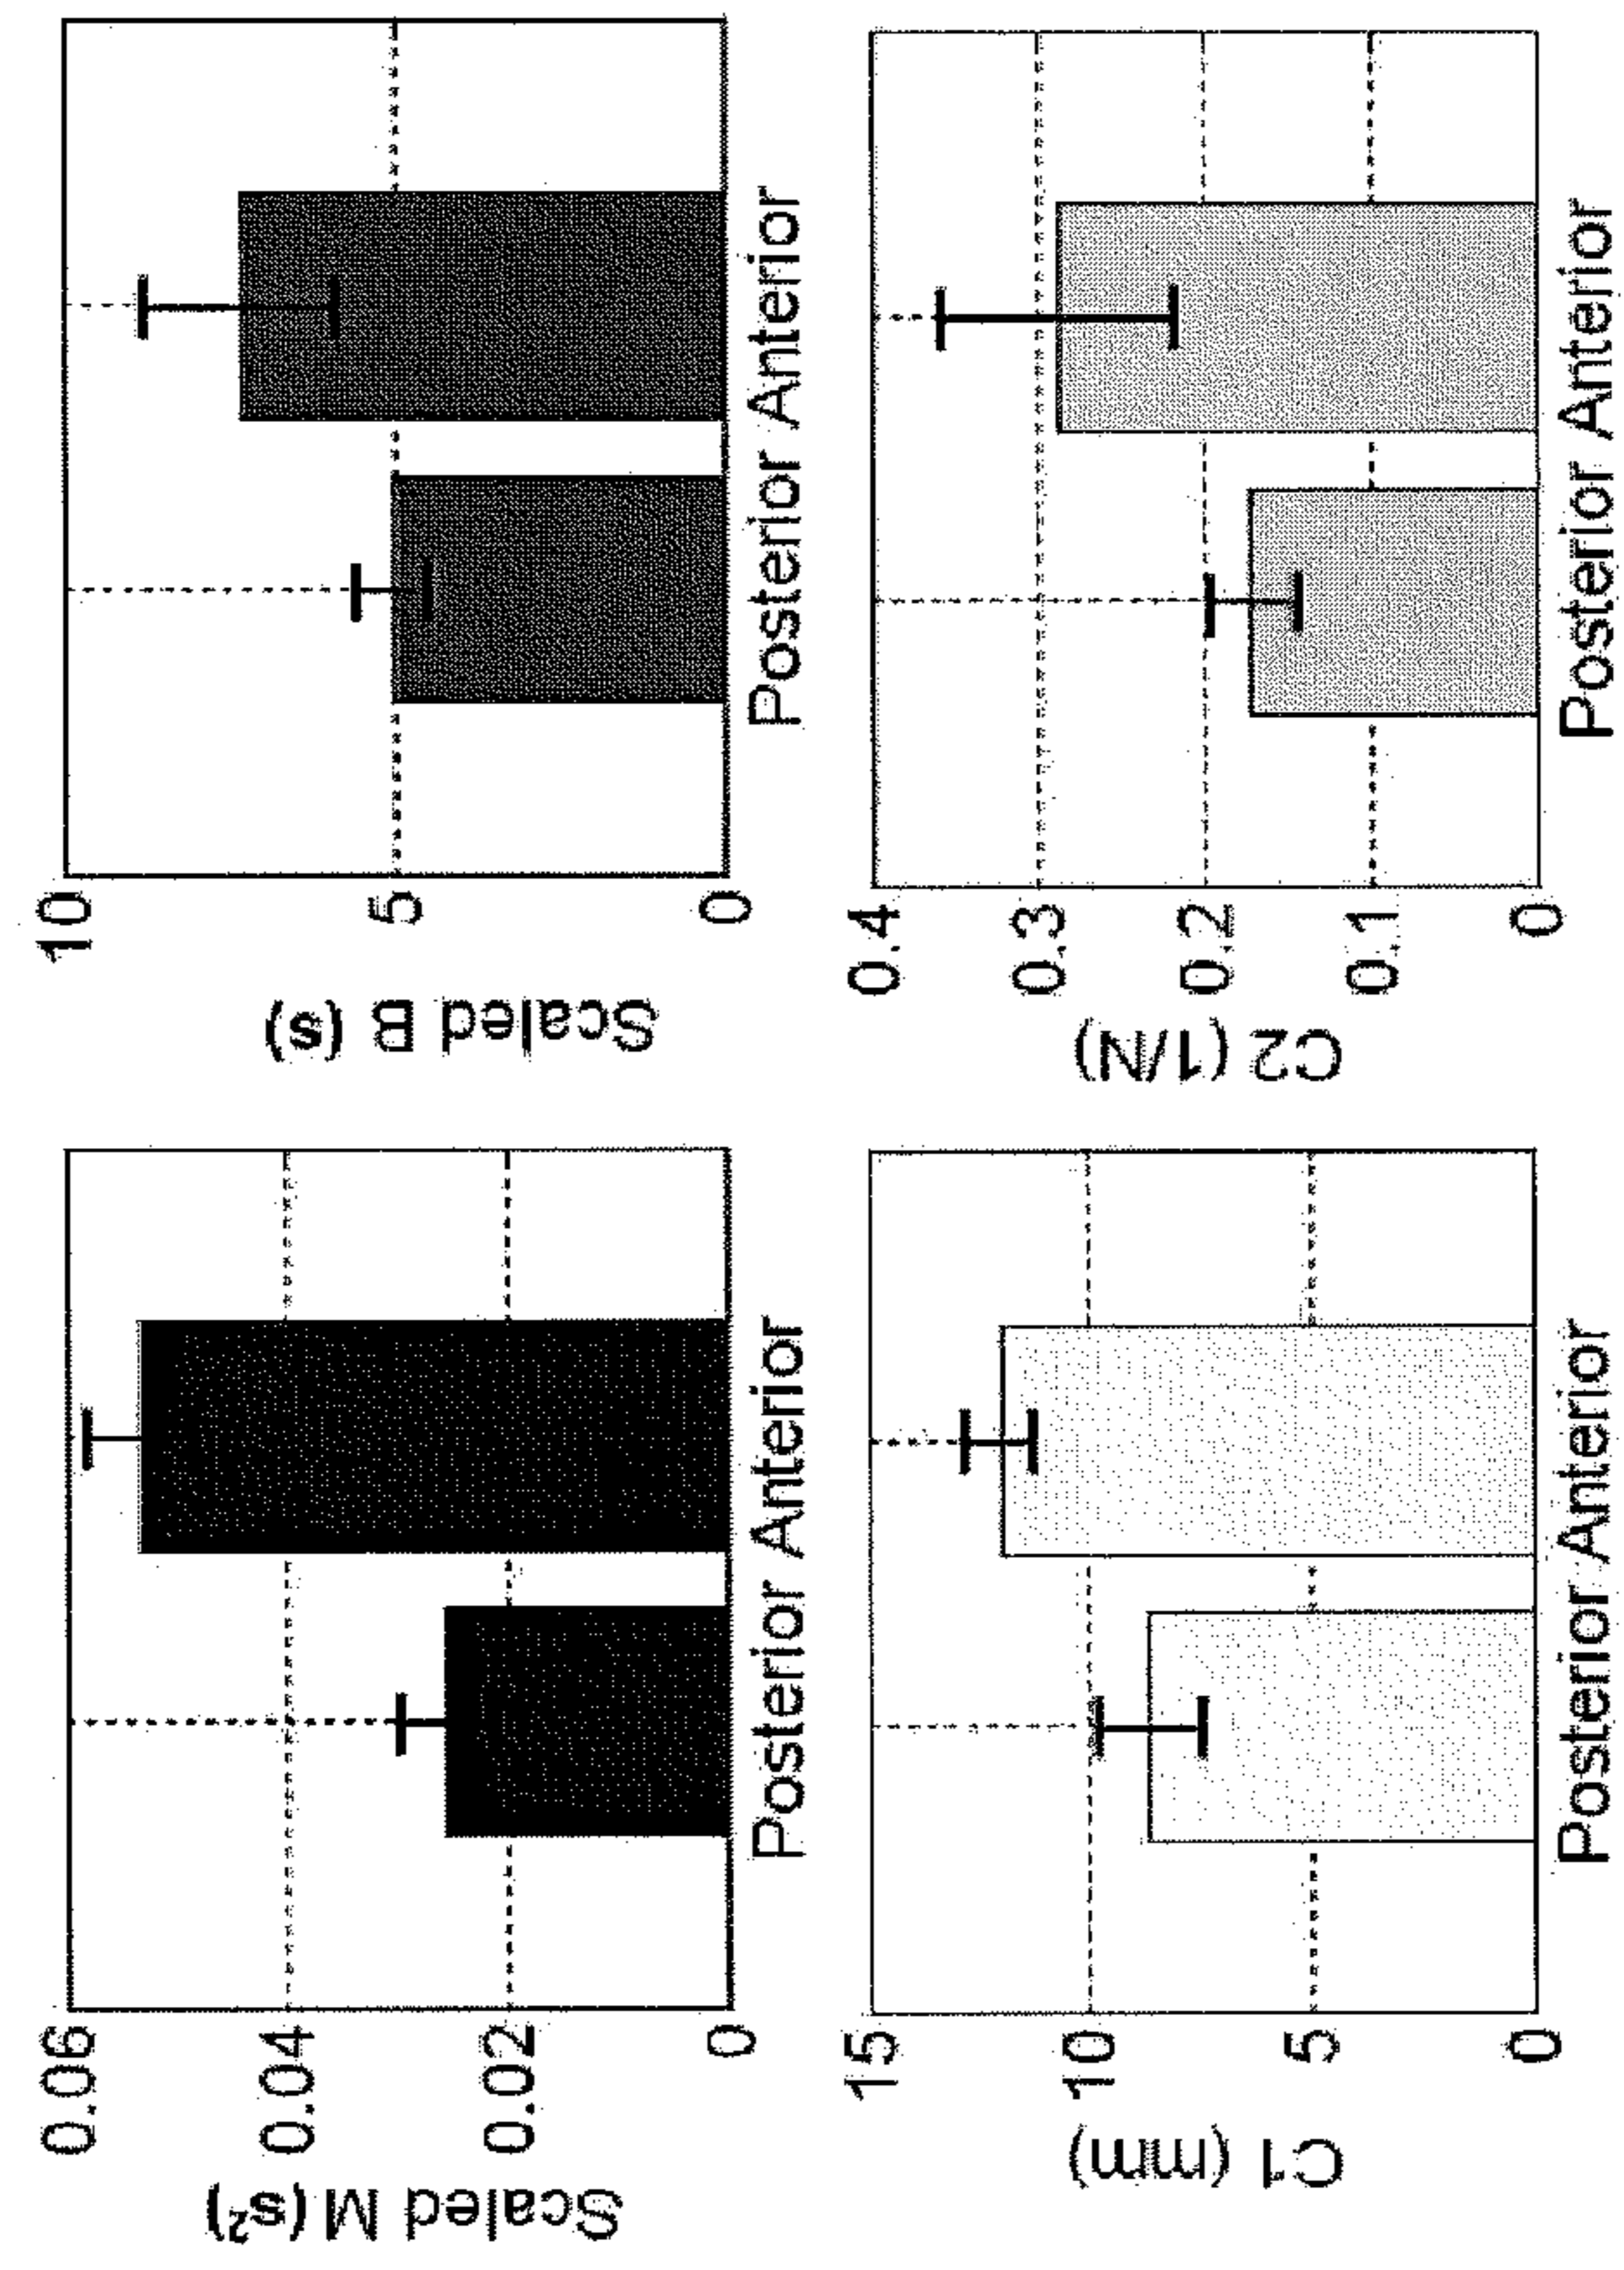 Scaled M (s²)
0.06
0.04
0.02
0
Posterior Anterior
Scaled B (s)
10
5
0
Posterior Anterior
C1 (mm)
15
10
5
0
Posterior Anterior
C2 (1/N)
0.4
0.3
0.2
0.1
0
Posterior Anterior